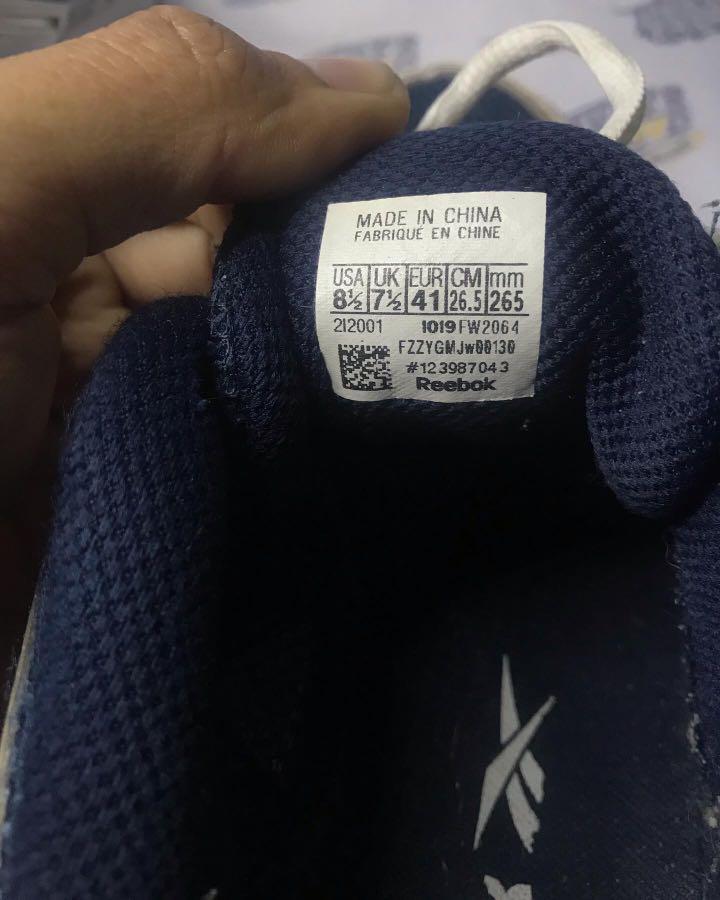 MADE IN CHINA
FABRIQUÉ EN CHINE
USA UK EUR CM mm
8½ 7½ 41 26.5 265
2I2001 1019 FW2064
FZZYGMJW00130
#123987043
Reebok